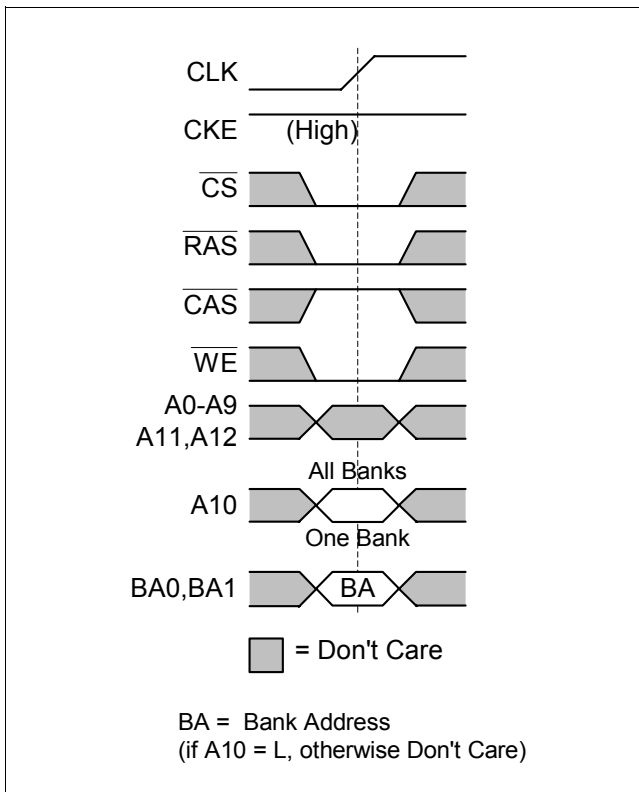 CLK
CKE (High)
CS
RAS
CAS
WE
A0-A9
A11,A12
All Banks
A10
One Bank
BA0,BA1 BA
= Don't Care
BA = Bank Address
(if A10 = L, otherwise Don't Care)